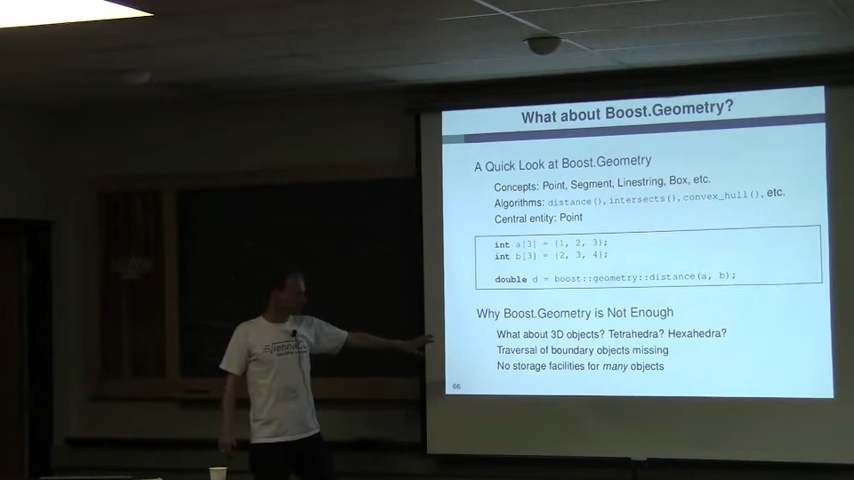 What about Boost.Geometry?
A Quick Look at Boost.Geometry
Concepts: Point, Segment, Linestring, Box, etc.
Algorithms: distance(), intersects(), convex_hull(), etc.
Central entity: Point
int a[3] = {1, 2, 3};
int b[3] = {2, 3, 4};
double d = boost::geometry::distance(a, b);
Why Boost.Geometry is Not Enough
What about 3D objects? Tetrahedra? Hexahedra?
Traversal of boundary objects missing
No storage facilities for many objects
66